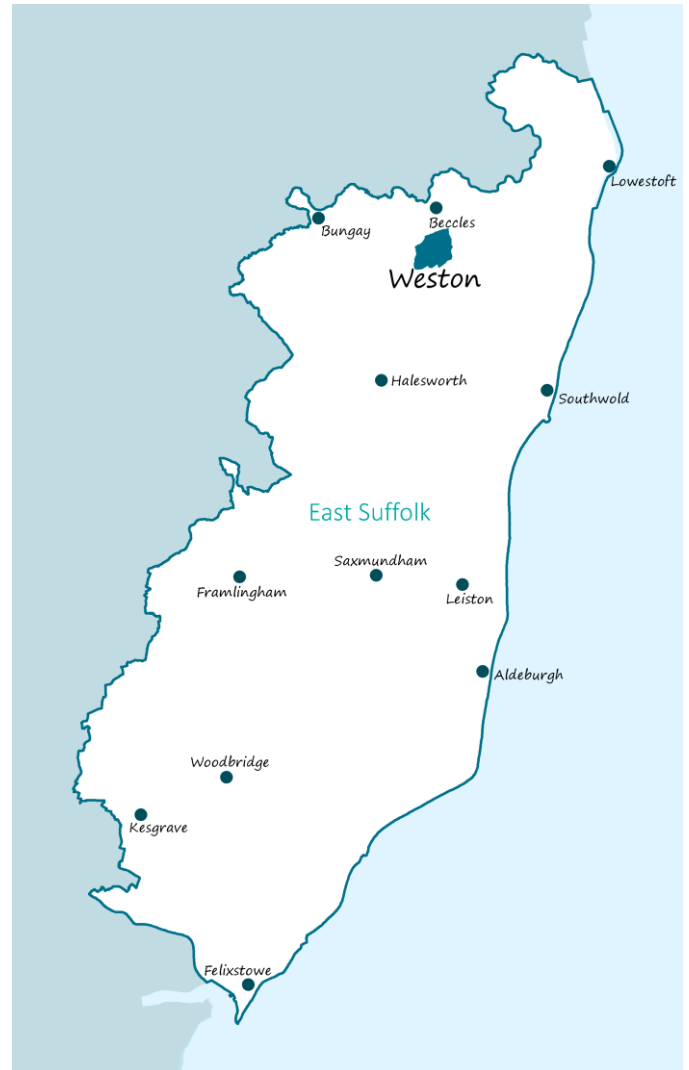 Lowestoft
Beccles
Bungay
Weston
Halesworth
Southwold
East Suffolk
Saxmundham
Framlingham
Leiston
Aldeburgh
Woodbridge
Kesgrave
Felixstowe